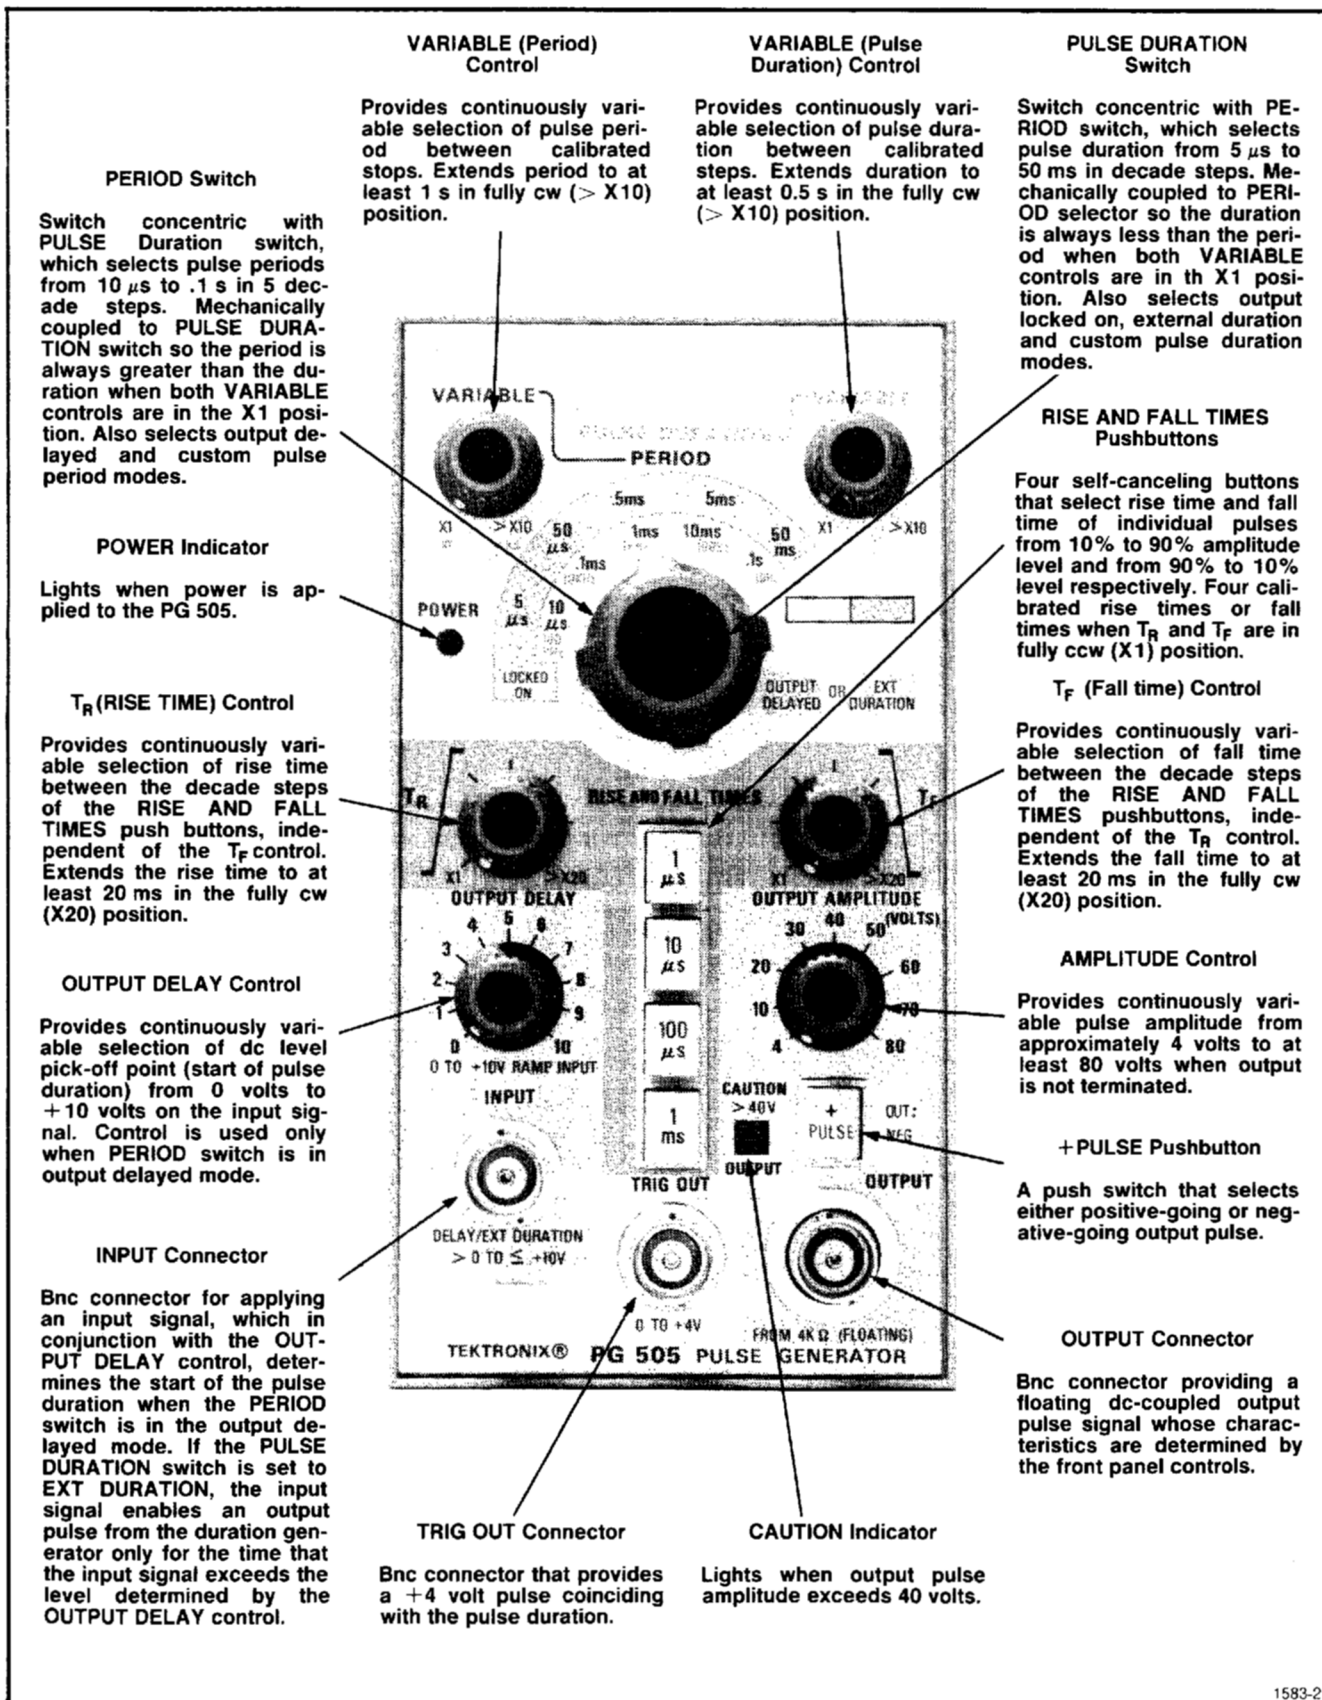 VARIABLE (Period)
Control
Provides continuously vari-
able selection of pulse peri-
od between calibrated
stops. Extends period to at
least 1 s in fully cw (> X10)
position.
VARIABLE (Pulse
Duration) Control
Provides continuously vari-
able selection of pulse dura-
tion between calibrated
steps. Extends duration to
at least 0.5 s in the fully cw
(> X10) position.
PULSE DURATION
Switch
Switch concentric with PE-
RIOD switch, which selects
pulse duration from 5 μs to
50 ms in decade steps. Me-
chanically coupled to PERI-
OD selector so the duration
is always less than the peri-
od when both VARIABLE
controls are in th X1 posi-
tion. Also selects output
locked on, external duration
and custom pulse duration
modes.
PERIOD Switch
Switch concentric with
PULSE Duration switch,
which selects pulse periods
from 10 μs to .1 s in 5 dec-
ade steps. Mechanically
coupled to PULSE DURA-
TION switch so the period is
always greater than the du-
ration when both VARIABLE
controls are in the X1 posi-
tion. Also selects output de-
layed and custom pulse
period modes.
POWER Indicator
Lights when power is ap-
plied to the PG 505.
TR (RISE TIME) Control
Provides continuously vari-
able selection of rise time
between the decade steps
of the RISE AND FALL
TIMES push buttons, inde-
pendent of the TF control.
Extends the rise time to at
least 20 ms in the fully cw
(X20) position.
OUTPUT DELAY Control
Provides continuously vari-
able selection of dc level
pick-off point (start of pulse
duration) from 0 volts to
+10 volts on the input sig-
nal. Control is used only
when PERIOD switch is in
output delayed mode.
INPUT Connector
Bnc connector for applying
an input signal, which in
conjunction with the OUT-
PUT DELAY control, deter-
mines the start of the pulse
duration when the PERIOD
switch is in the output de-
layed mode. If the PULSE
DURATION switch is set to
EXT DURATION, the input
signal enables an output
pulse from the duration gen-
erator only for the time that
the input signal exceeds the
level determined by the
OUTPUT DELAY control.
VARIABLE
PERIOD
X1 >X10
X1 >X10
.5ms 5ms
50 μs 1ms 10ms 50 ms
.1ms .1s
5 μs 10 μs
POWER
LOCKED
ON
OUTPUT DELAYED OR EXT DURATION
TR
RISE AND FALL TIMES
TF
X1 >X20
X1 >X20
1 μs
10 μs
100 μs
1 ms
OUTPUT DELAY
0 1 2 3 4 5 6 7 8 9 10
0 TO +10V RAMP INPUT
INPUT
OUTPUT AMPLITUDE
(VOLTS)
4 10 20 30 40 50 60 70 80
CAUTION
>40V
OUTPUT
+
PULSE
OUT:
NEG
OUTPUT
TRIG OUT
DELAY/EXT DURATION
> 0 TO ≦ +10V
0 TO +4V
FROM 4K Ω (FLOATING)
TEKTRONIX® PG 505 PULSE GENERATOR
RISE AND FALL TIMES
Pushbuttons
Four self-canceling buttons
that select rise time and fall
time of individual pulses
from 10% to 90% amplitude
level and from 90% to 10%
level respectively. Four cali-
brated rise times or fall
times when TR and TF are in
fully ccw (X1) position.
TF (Fall time) Control
Provides continuously vari-
able selection of fall time
between the decade steps
of the RISE AND FALL
TIMES pushbuttons, inde-
pendent of the TR control.
Extends the fall time to at
least 20 ms in the fully cw
(X20) position.
AMPLITUDE Control
Provides continuously vari-
able pulse amplitude from
approximately 4 volts to at
least 80 volts when output
is not terminated.
+PULSE Pushbutton
A push switch that selects
either positive-going or neg-
ative-going output pulse.
OUTPUT Connector
Bnc connector providing a
floating dc-coupled output
pulse signal whose charac-
teristics are determined by
the front panel controls.
TRIG OUT Connector
Bnc connector that provides
a +4 volt pulse coinciding
with the pulse duration.
CAUTION Indicator
Lights when output pulse
amplitude exceeds 40 volts.
1583-2